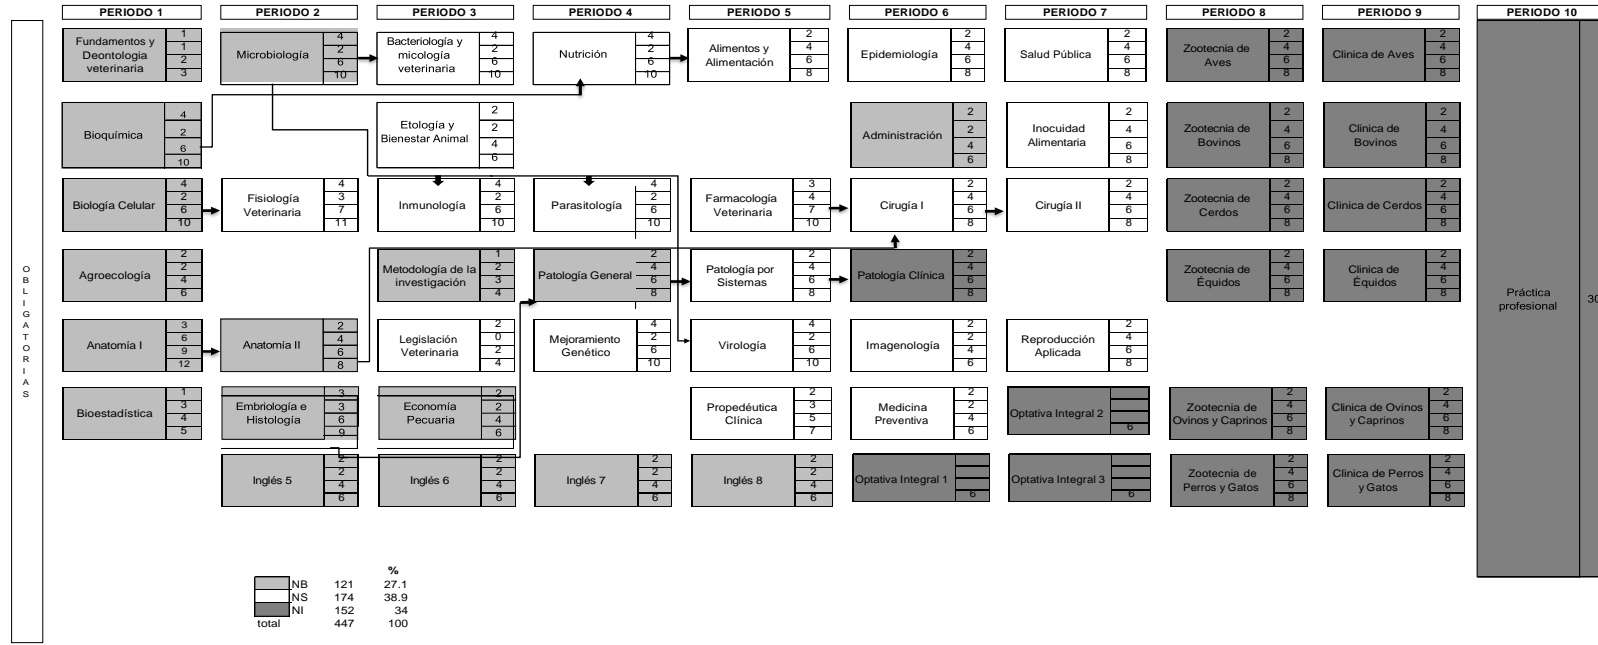 PERIODO 1
PERIODO 2
PERIODO 3
PERIODO 4
PERIODO 5
PERIODO 6
PERIODO 7
PERIODO 8
PERIODO 9
PERIODO 10
OBLIGATORIAS
Fundamentos y
Deontologia
veterinaria
1
1
2
3
Microbiología
4
2
6
10
Bacteriología y
micología
veterinaria
4
2
6
10
Nutrición
4
2
6
10
Alimentos y
Alimentación
2
4
6
8
Epidemiología
2
4
6
8
Salud Pública
2
4
6
8
Zootecnia de
Aves
2
4
6
8
Clinica de Aves
2
4
6
8
Bioquímica
4
2
6
10
Etología y
Bienestar Animal
2
2
4
6
Administración
2
2
4
6
Inocuidad
Alimentaria
2
4
6
8
Zootecnia de
Bovinos
2
4
6
8
Clinica de
Bovinos
2
4
6
8
Biología Celular
4
2
6
10
Fisiología
Veterinaria
4
3
7
11
Inmunología
4
2
6
10
Parasitología
4
2
6
10
Farmacología
Veterinaria
3
4
7
10
Cirugía I
2
4
6
8
Cirugía II
2
4
6
8
Zootecnia de
Cerdos
2
4
6
8
Clinica de Cerdos
2
4
6
8
Agroecología
2
2
4
6
Metodología de la
investigación
1
2
3
4
Patología General
2
4
6
8
Patología por
Sistemas
2
4
6
8
Patología Clínica
2
4
6
8
Zootecnia de
Équidos
2
4
6
8
Clinica de
Équidos
2
4
6
8
Práctica
profesional
30
Anatomía I
3
6
9
12
Anatomía II
2
4
6
8
Legislación
Veterinaria
2
0
2
4
Mejoramiento
Genético
4
2
6
10
Virología
4
2
6
10
Imagenología
2
2
4
6
Reproducción
Aplicada
2
4
6
8
Bioestadística
1
3
4
5
Embriología e
Histología
3
3
6
9
Economía
Pecuaria
2
2
4
6
Propedéutica
Clínica
2
3
5
7
Medicina
Preventiva
2
2
4
6
Optativa Integral 2
6
Zootecnia de
Ovinos y Caprinos
2
4
6
8
Clinica de Ovinos
y Caprinos
2
4
6
8
Inglés 5
2
2
4
6
Inglés 6
2
2
4
6
Inglés 7
2
2
4
6
Inglés 8
2
2
4
6
Optativa Integral 1
6
Optativa Integral 3
6
Zootecnia de
Perros y Gatos
2
4
6
8
Clinica de Perros
y Gatos
2
4
6
8
%
NB 121 27.1
NS 174 38.9
NI 152 34
total 447 100